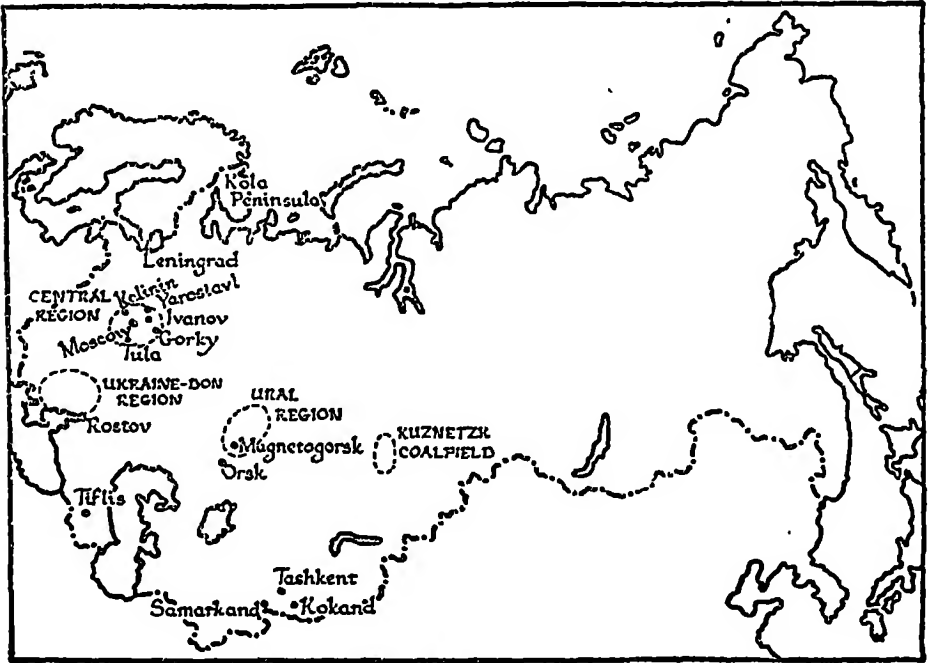 Kola
Peninsula
Leningrad
CENTRAL
REGION
Kalinin
Yaroslavl
Ivanov
Moscow
Gorky
Tula
UKRAINE-DON
REGION
Rostov
URAL
REGION
Magnetogorsk
Orsk
KUZNETZK
COALFIELD
Tiflis
Tashkent
Samarkand
Kokand